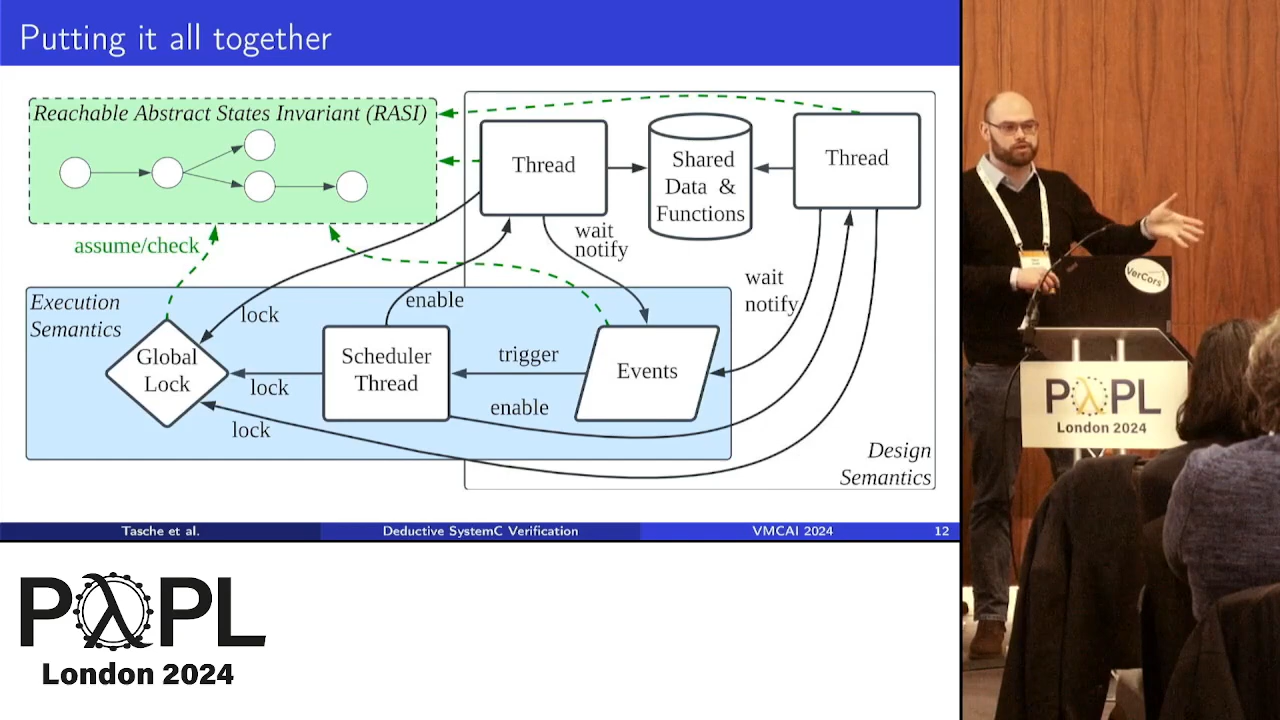 Putting it all together
Reachable Abstract States Invariant (RASI)
Thread
Shared
Data &
Functions
Thread
assume/check
wait
notify
wait
notify
Execution
Semantics
lock
enable
Global
Lock
Scheduler
Thread
trigger
Events
lock
enable
lock
Design
Semantics
Tasche et al.
Deductive SystemC Verification
VMCAI 2024
12
VerCors
PλPL
London 2024
PλPL
London 2024